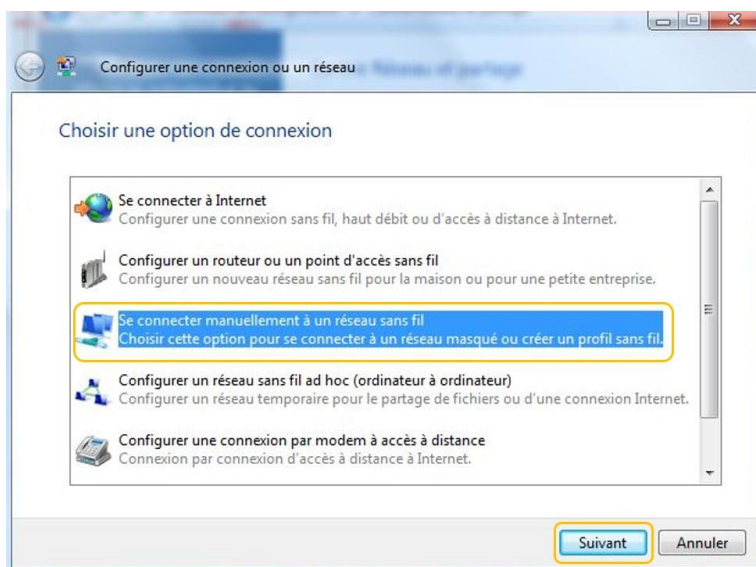 Configurer une connexion ou un réseau
Réseau et partage
Choisir une option de connexion
Se connecter à Internet
Configurer une connexion sans fil, haut débit ou d'accès à distance à Internet.
Configurer un routeur ou un point d'accès sans fil
Configurer un nouveau réseau sans fil pour la maison ou pour une petite entreprise.
Se connecter manuellement à un réseau sans fil
Choisir cette option pour se connecter à un réseau masqué ou créer un profil sans fil.
Configurer un réseau sans fil ad hoc (ordinateur à ordinateur)
Configurer un réseau temporaire pour le partage de fichiers ou d'une connexion Internet.
Configurer une connexion par modem à accès à distance
Connexion par connexion d'accès à distance à Internet.
Suivant
Annuler